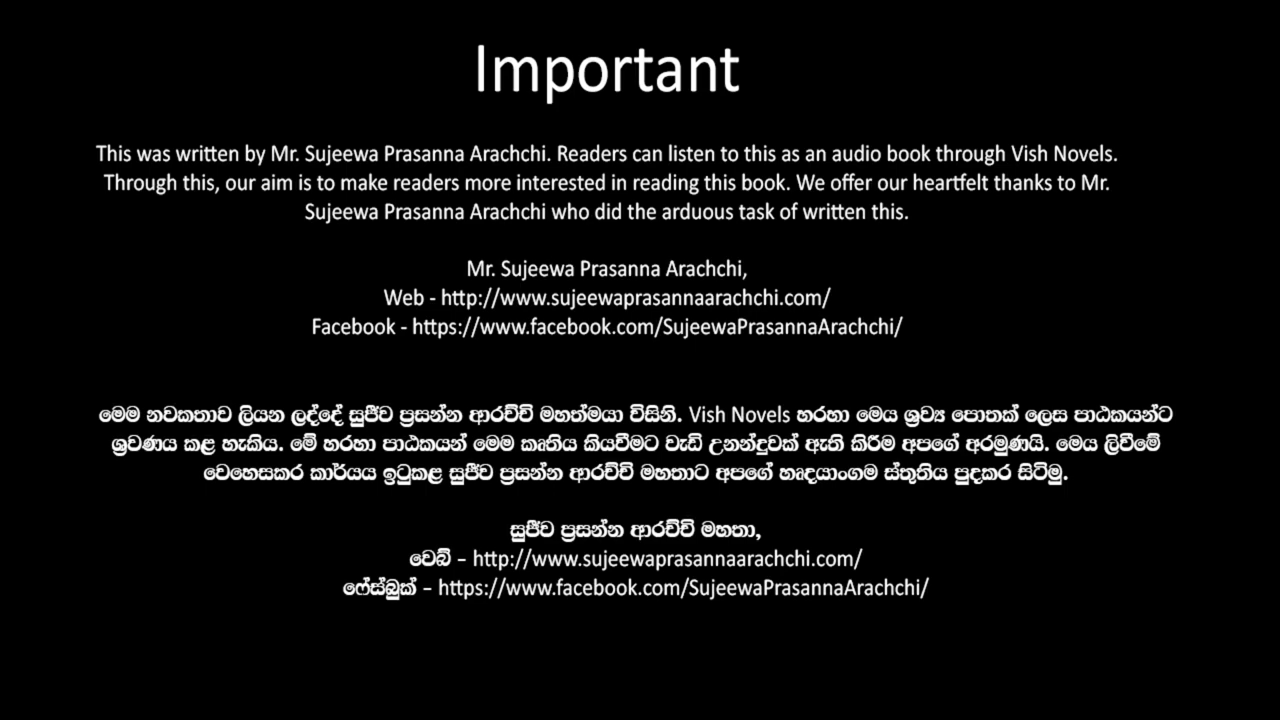 Important
This was written by Mr. Sujeewa Prasanna Arachchi. Readers can listen to this as an audio book through Vish Novels.
Through this, our aim is to make readers more interested in reading this book. We offer our heartfelt thanks to Mr.
Sujeewa Prasanna Arachchi who did the arduous task of written this.
Mr. Sujeewa Prasanna Arachchi,
Web - http://www.sujeewaprasannaarachchi.com/
Facebook - https://www.facebook.com/SujeewaPrasannaArachchi/
මෙම නවකතාව ලියන ලද්දේ සුජීව ප්‍රසන්න ආරච්චි මහත්මයා විසිනි. Vish Novels හරහා මෙය ශ්‍රව්‍ය පොතක් ලෙස පාඨකයන්ට
ශ්‍රවණය කළ හැකිය. මේ හරහා පාඨකයන් මෙම කෘතිය කියවීමට වැඩි උනන්දුවක් ඇති කිරීම අපගේ අරමුණයි. මෙය ලිවීමේ
වෙහෙසකර කාර්යය ඉටුකළ සුජීව ප්‍රසන්න ආරච්චි මහතාට අපගේ හෘදයාංගම ස්තුතිය පුදකර සිටිමු.
සුජීව ප්‍රසන්න ආරච්චි මහතා,
වෙබ් – http://www.sujeewaprasannaarachchi.com/
ෆේස්බුක් – https://www.facebook.com/SujeewaPrasannaArachchi/